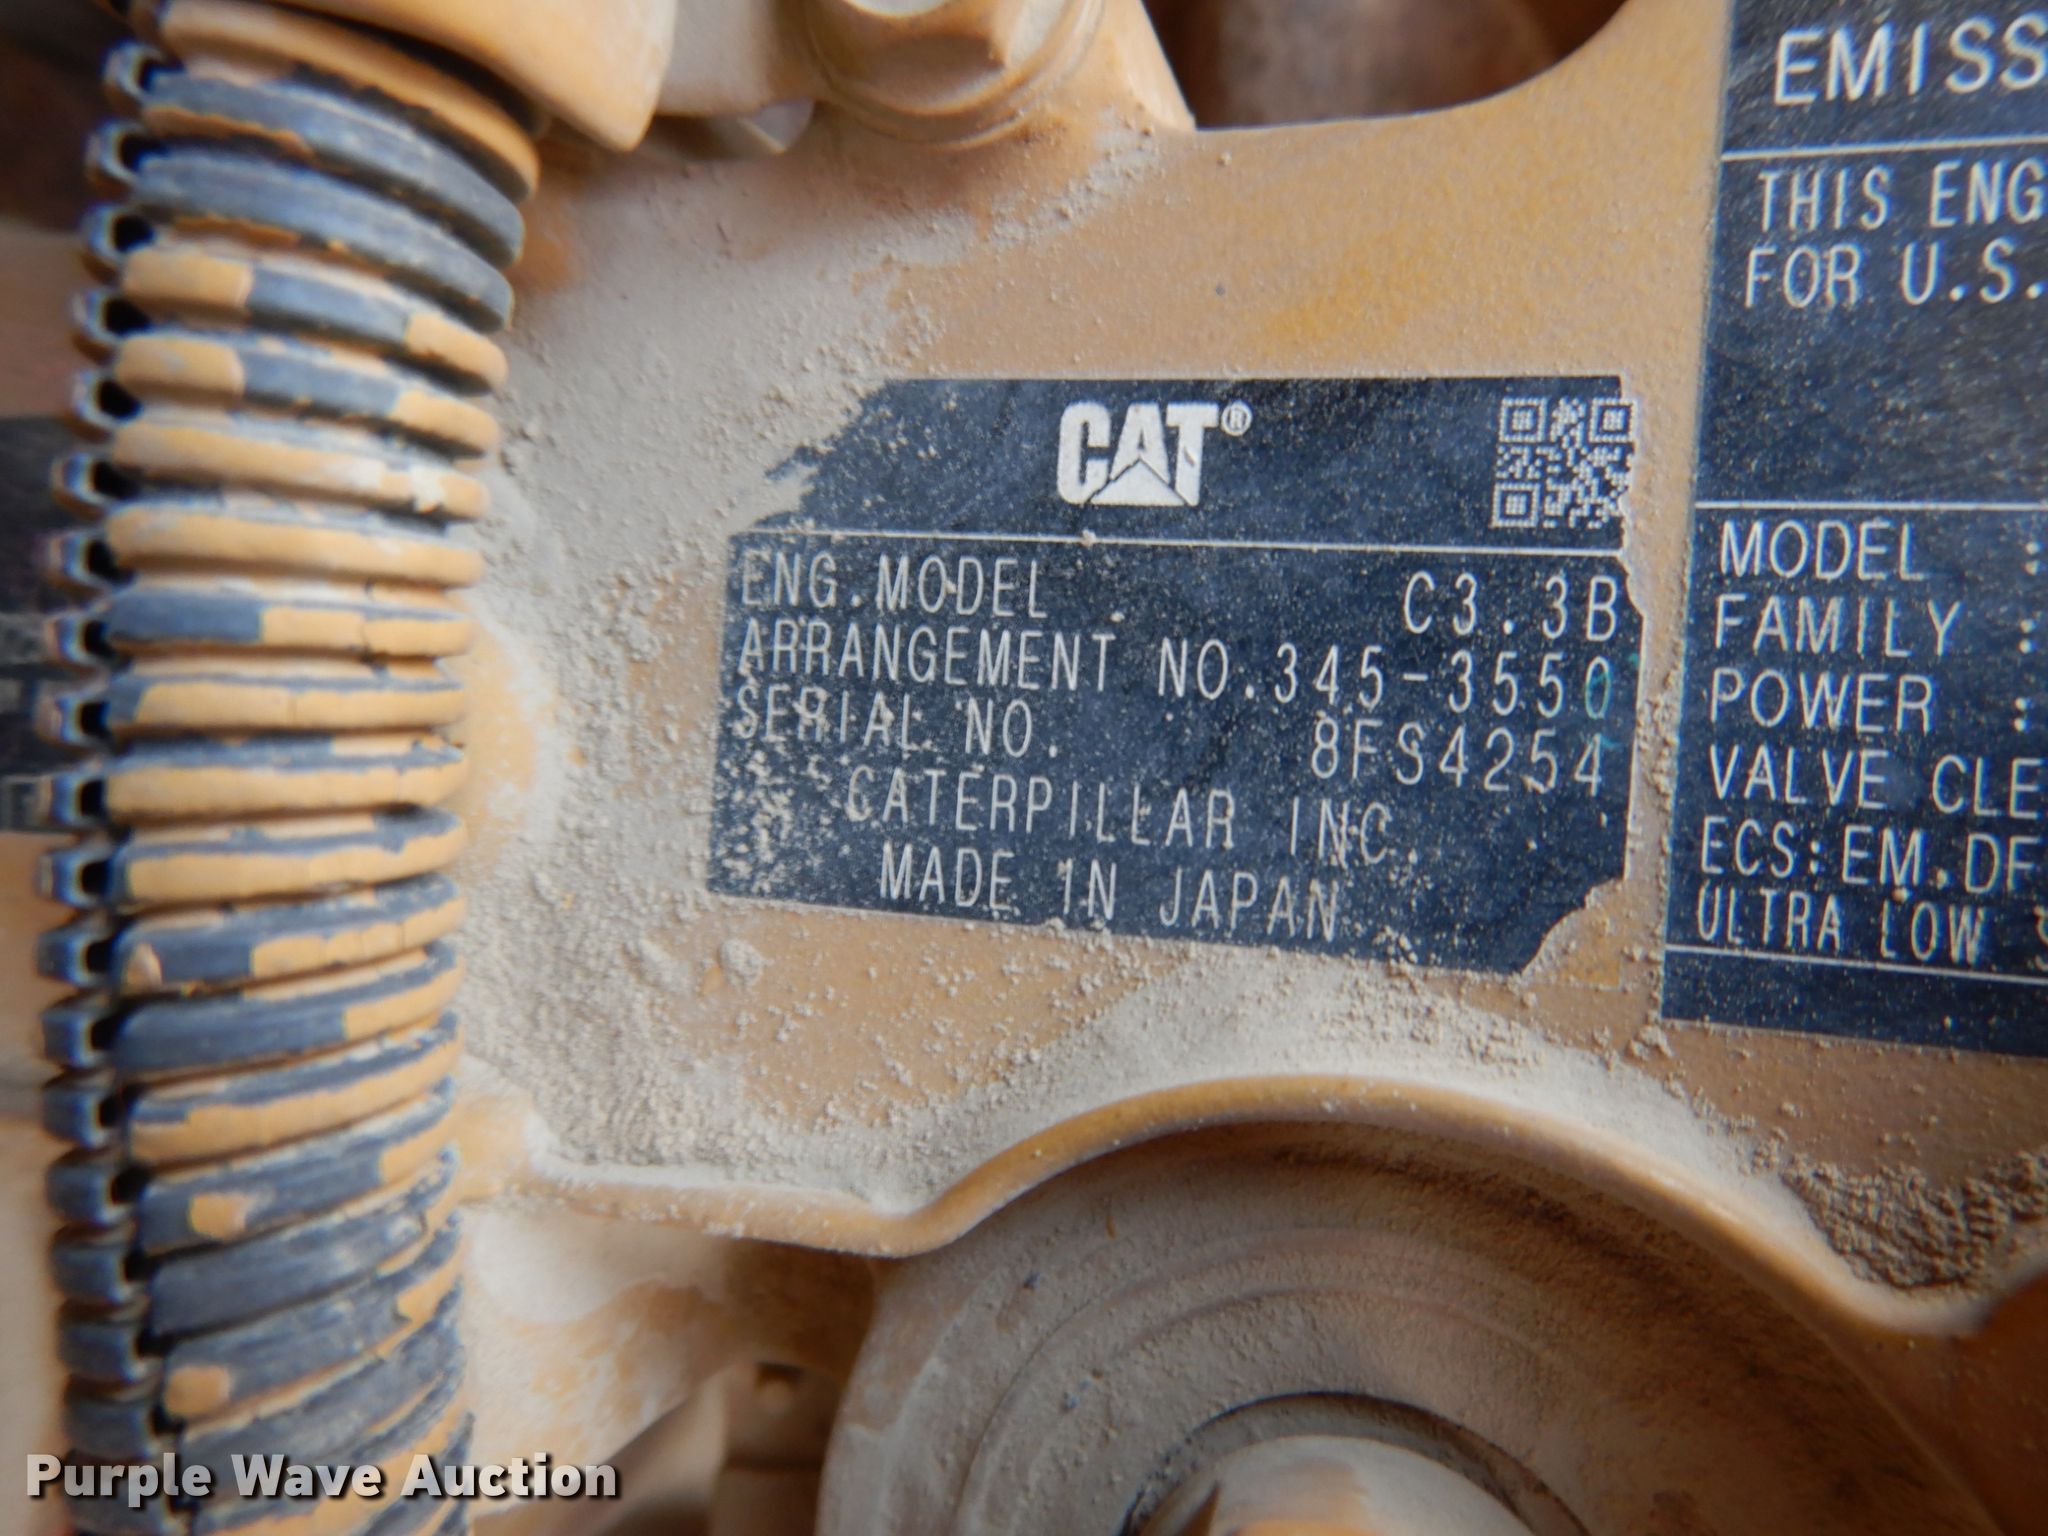 CAT®
ENG.MODEL C3.3B
ARRANGEMENT NO.345-3550
SERIAL NO. 8FS4254
CATERPILLAR INC.
MADE IN JAPAN
EMISS
THIS ENG
FOR U.S.
MODEL :
FAMILY :
POWER :
VALVE CLE
ECS:EM,DF
ULTRA LOW S
Purple Wave Auction